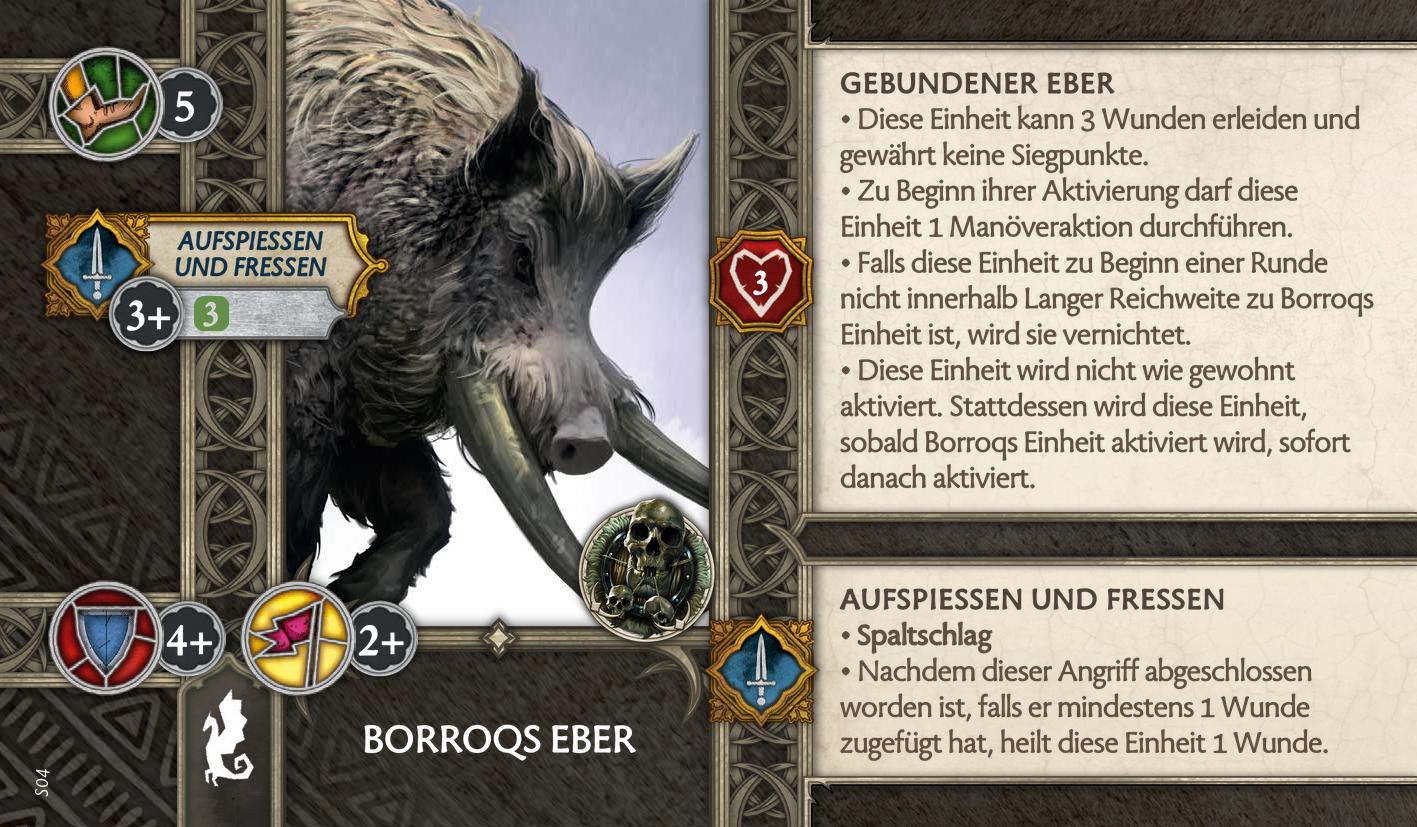 5
AUFSPIESSEN
UND FRESSEN
3+
3
4+
2+
BORROQS EBER
S04
3
GEBUNDENER EBER
• Diese Einheit kann 3 Wunden erleiden und
gewährt keine Siegpunkte.
• Zu Beginn ihrer Aktivierung darf diese
Einheit 1 Manöveraktion durchführen.
• Falls diese Einheit zu Beginn einer Runde
nicht innerhalb Langer Reichweite zu Borroqs
Einheit ist, wird sie vernichtet.
• Diese Einheit wird nicht wie gewohnt
aktiviert. Stattdessen wird diese Einheit,
sobald Borroqs Einheit aktiviert wird, sofort
danach aktiviert.
AUFSPIESSEN UND FRESSEN
• Spaltschlag
• Nachdem dieser Angriff abgeschlossen
worden ist, falls er mindestens 1 Wunde
zugefügt hat, heilt diese Einheit 1 Wunde.